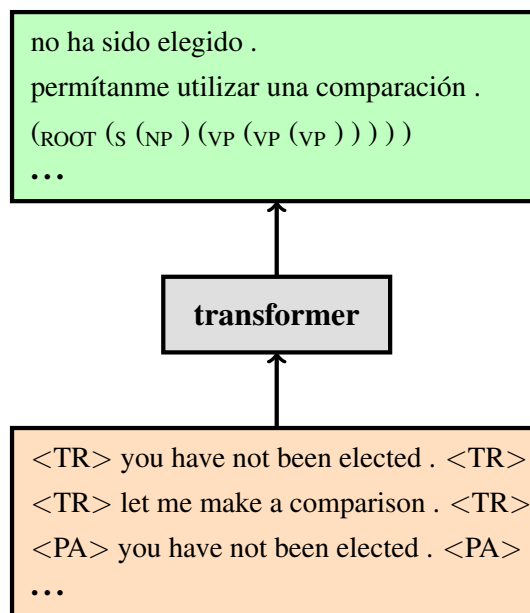 no ha sido elegido .
permítanme utilizar una comparación .
(ROOT (S (NP ) (VP (VP (VP ) ) ) ) )
...
transformer
<TR> you have not been elected . <TR>
<TR> let me make a comparison . <TR>
<PA> you have not been elected . <PA>
...